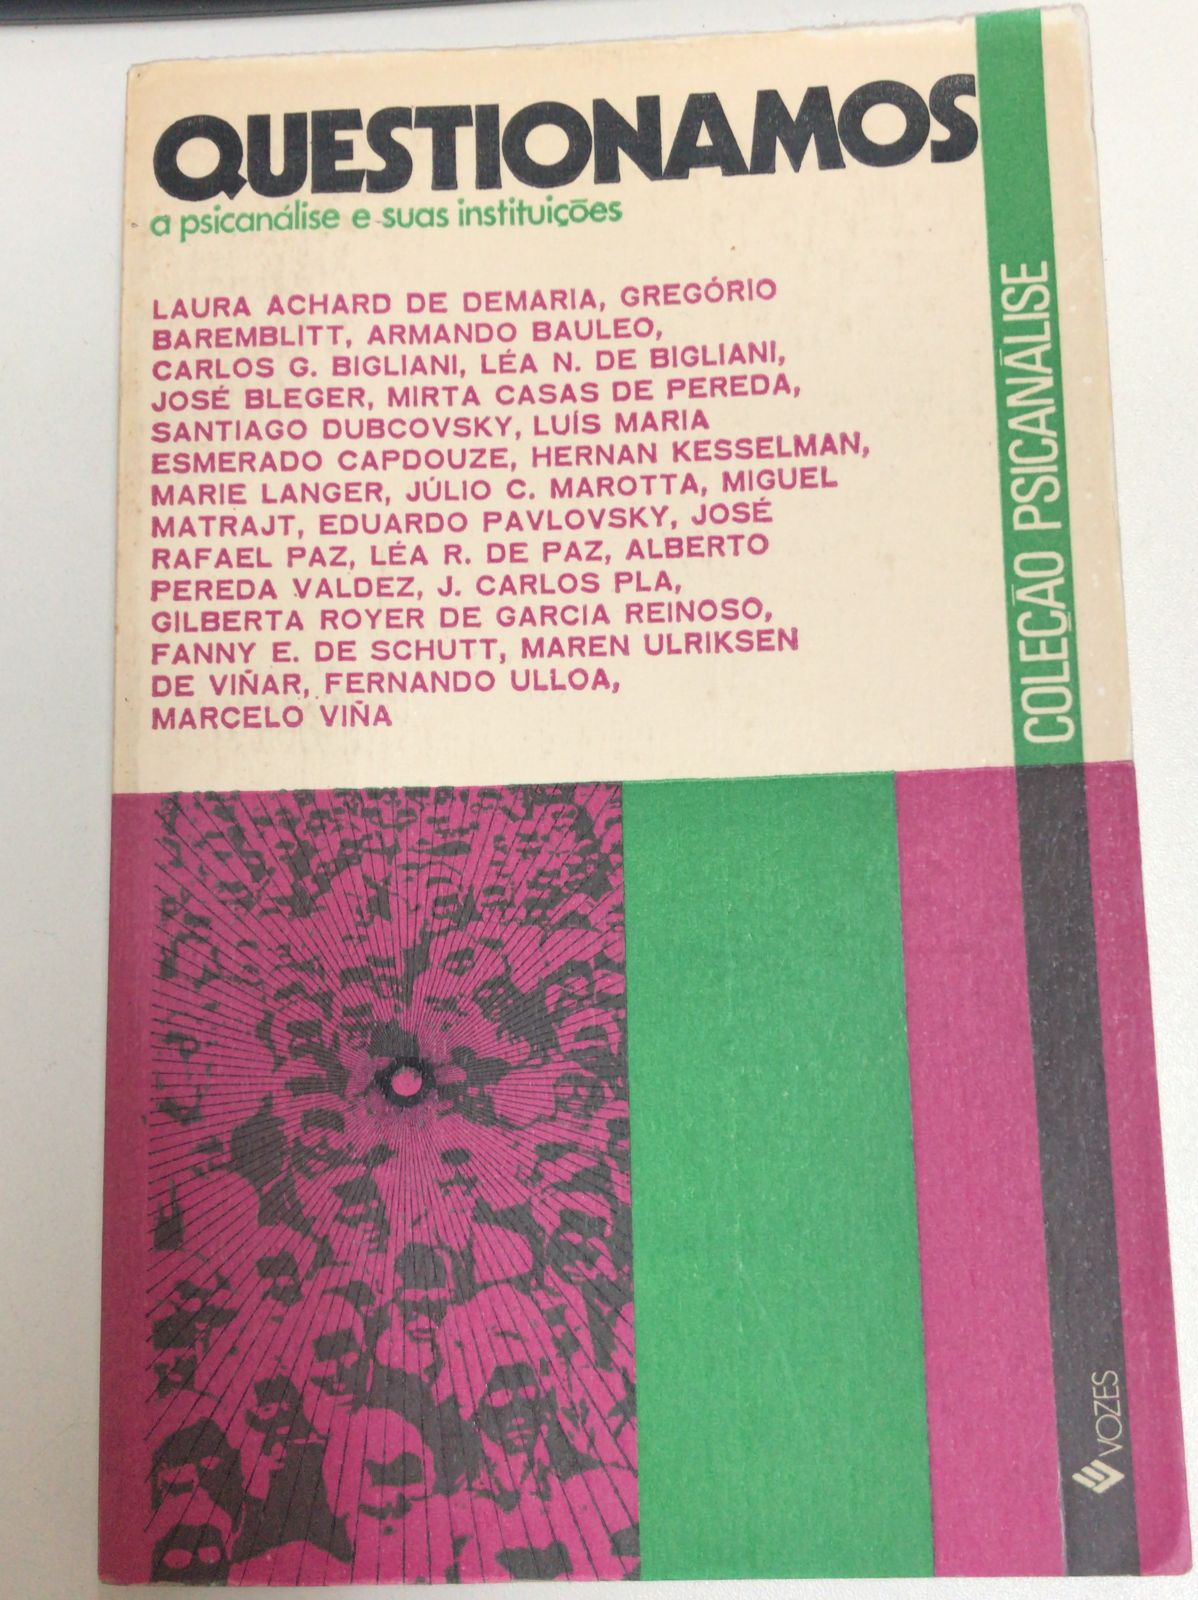 QUESTIONAMOS
a psicanálise e suas instituições
LAURA ACHARD DE DEMARIA, GREGÓRIO
BAREMBLITT, ARMANDO BAULEO,
CARLOS G. BIGLIANI, LÉA N. DE BIGLIANI,
JOSÉ BLEGER, MIRTA CASAS DE PEREDA,
SANTIAGO DUBCOVSKY, LUÍS MARIA
ESMERADO CAPDOUZE, HERNAN KESSELMAN,
MARIE LANGER, JÚLIO C. MAROTTA, MIGUEL
MATRAJT, EDUARDO PAVLOVSKY, JOSÉ
RAFAEL PAZ, LÉA R. DE PAZ, ALBERTO
PEREDA VALDEZ, J. CARLOS PLA,
GILBERTA ROYER DE GARCIA REINOSO,
FANNY E. DE SCHUTT, MAREN ULRIKSEN
DE VIÑAR, FERNANDO ULLOA,
MARCELO VIÑA
COLEÇÃO PSICANÁLISE
VOZES